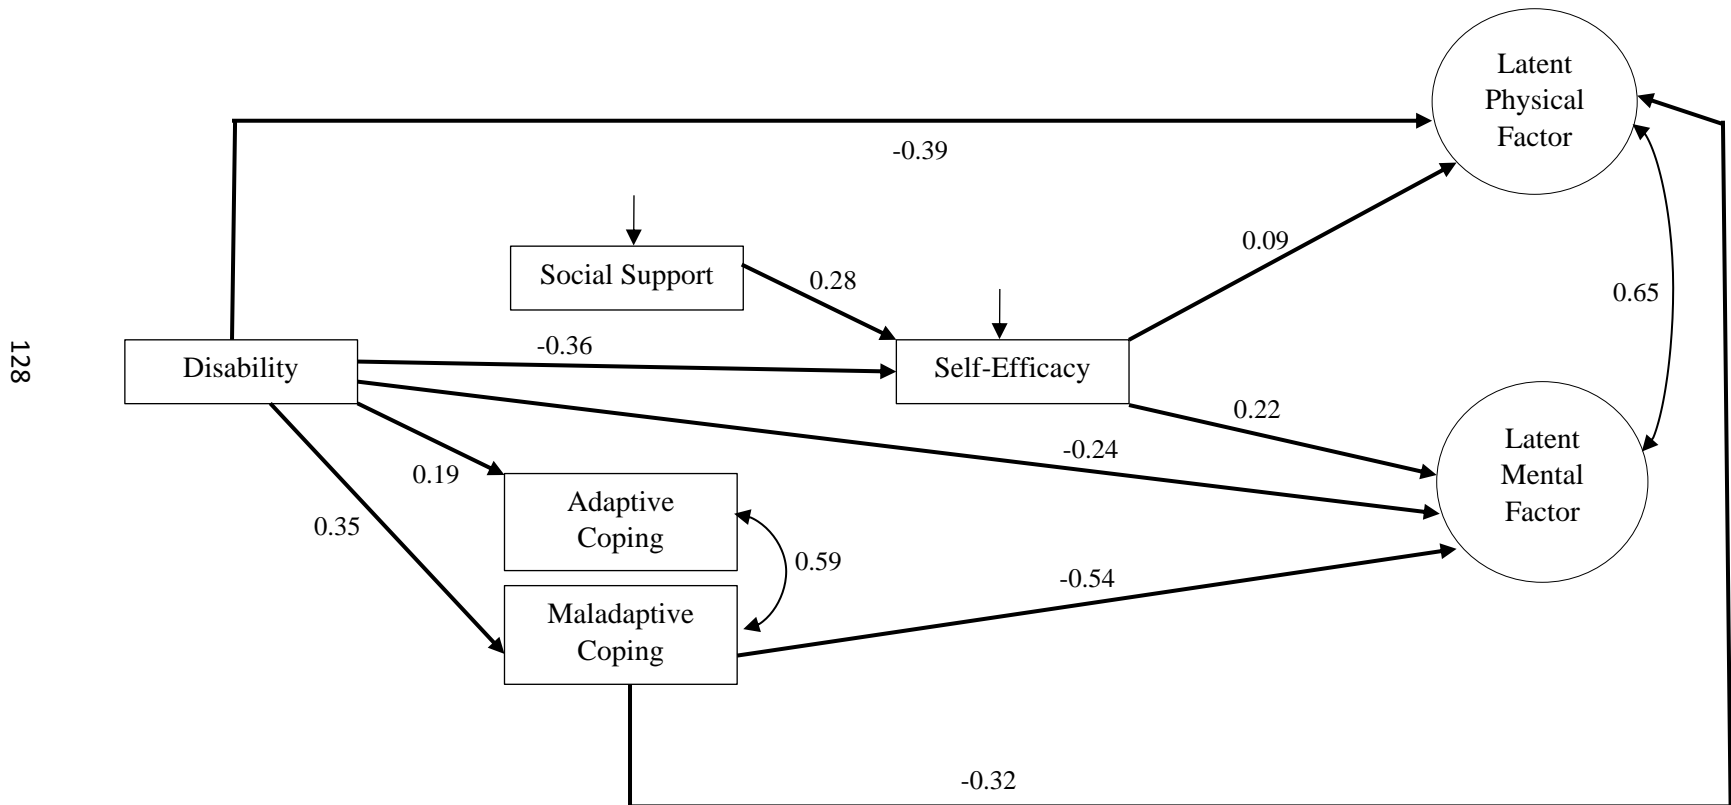 Latent
Physical
Factor
-0.39
0.09
Social Support
0.28
0.65
-0.36
Disability
Self-Efficacy
128
0.22
-0.24
Latent
Mental
Factor
0.19
Adaptive
Coping
0.35
0.59
-0.54
Maladaptive
Coping
-0.32